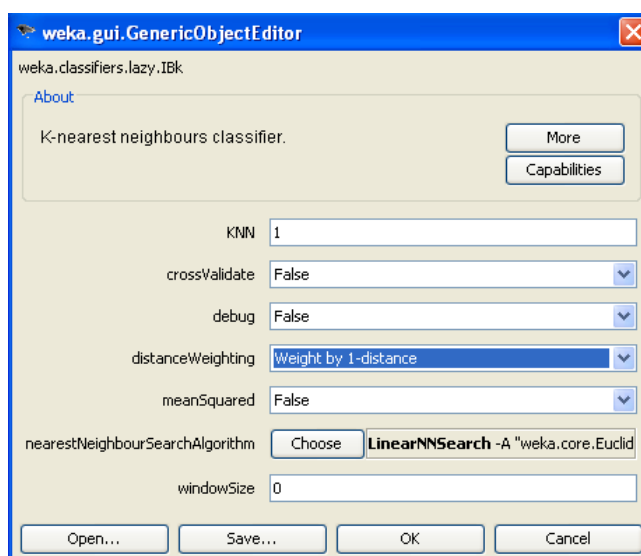 weka.gui.GenericObjectEditor
weka.classifiers.lazy.IBk
About
K-nearest neighbours classifier.
More
Capabilities
KNN 1
crossValidate False
debug False
distanceWeighting Weight by 1-distance
meanSquared False
nearestNeighbourSearchAlgorithm Choose LinearNNSearch -A "weka.core.Euclid
windowSize 0
Open... Save... OK Cancel